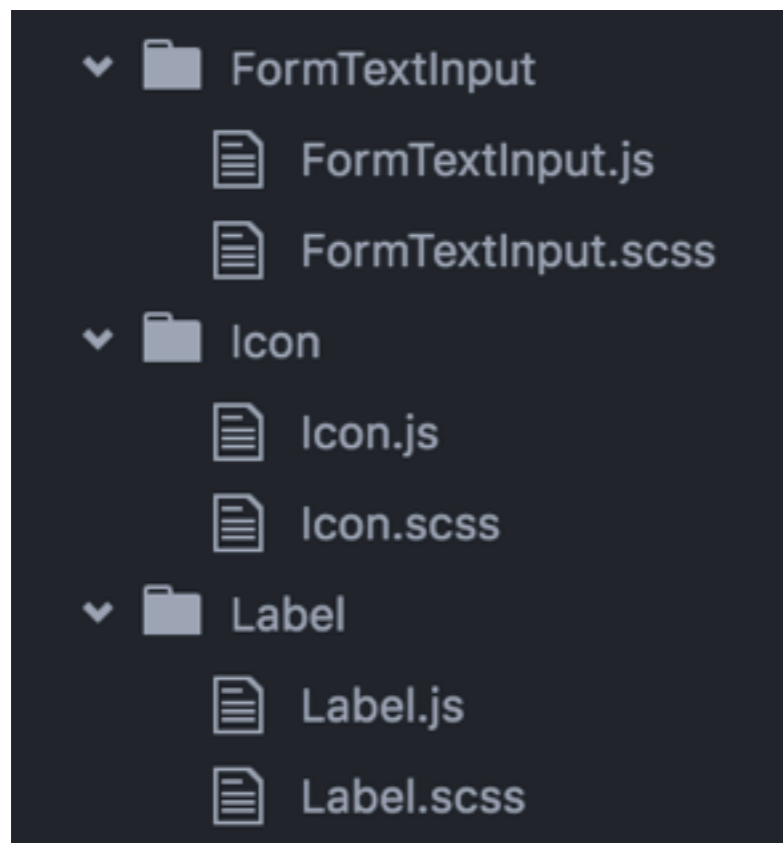 FormTextInput
FormTextInput.js
FormTextInput.scss
Icon
Icon.js
Icon.scss
Label
Label.js
Label.scss